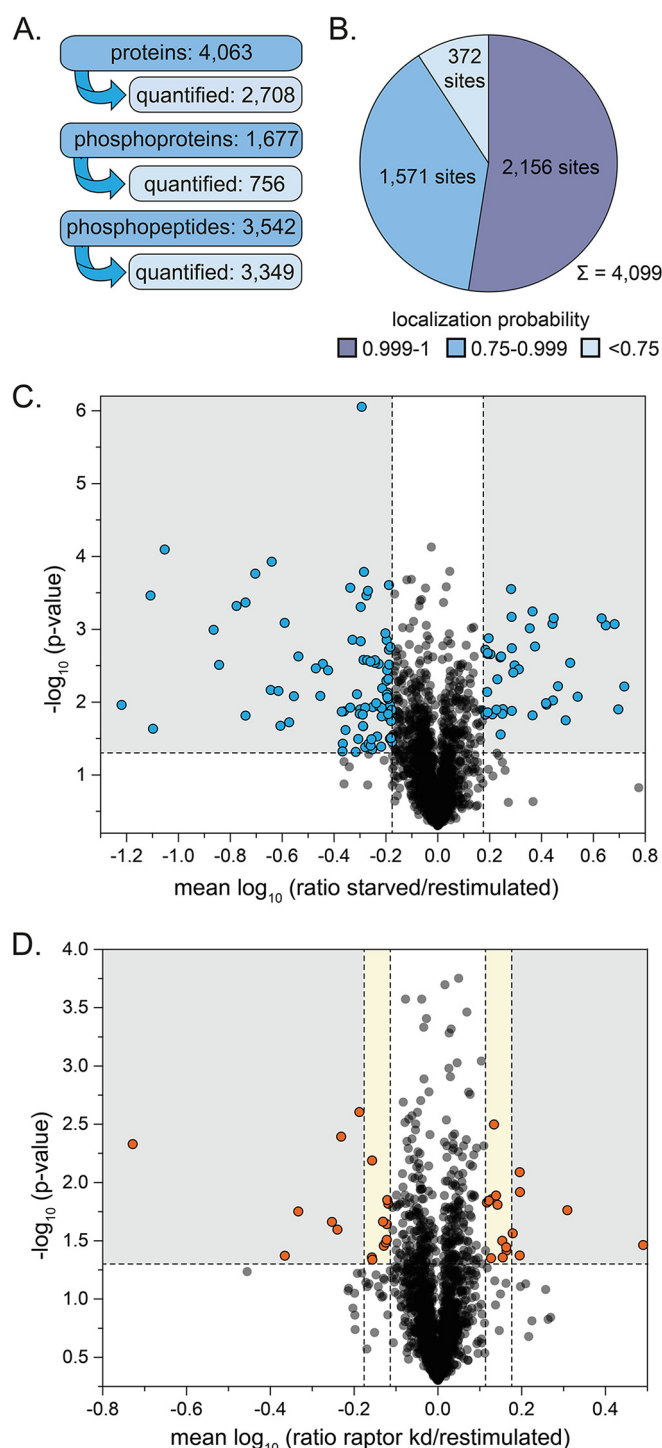 A.
proteins: 4,063
quantified: 2,708
phosphoproteins: 1,677
quantified: 756
phosphopeptides: 3,542
quantified: 3,349
B.
372
sites
1,571 sites
2,156 sites
Σ = 4,099
localization probability
0.999-1 0.75-0.999 <0.75
C.
6
5
4
3
2
1
-log₁₀ (p-value)
-1.2 -1.0 -0.8 -0.6 -0.4 -0.2 0.0 0.2 0.4 0.6 0.8
mean log₁₀ (ratio starved/restimulated)
D.
4.0
3.5
3.0
2.5
2.0
1.5
1.0
0.5
-log₁₀ (p-value)
-0.8 -0.6 -0.4 -0.2 0.0 0.2 0.4
mean log₁₀ (ratio raptor kd/restimulated)